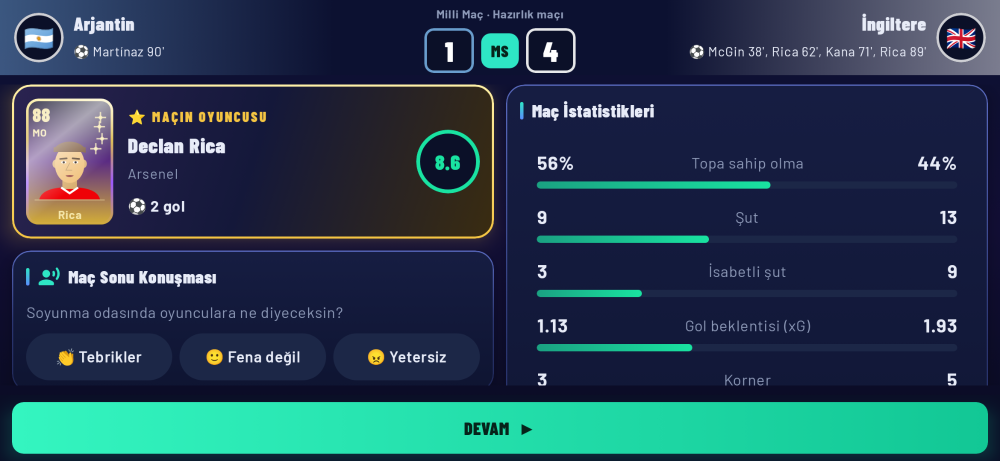 Arjantin
⚽ Martínaz 90'
Milli Maç · Hazırlık maçı
1 MS 4
İngiltere
⚽ McGin 38', Rica 62', Kana 71', Rica 89'
88
MO
Rica
⭐ MAÇIN OYUNCUSU
Declan Rica
Arsenel
⚽ 2 gol
8.6
Maç Sonu Konuşması
Soyunma odasında oyunculara ne diyeceksin?
👏 Tebrikler
🙂 Fena değil
😠 Yetersiz
Maç İstatistikleri
56% Topa sahip olma 44%
9 Şut 13
3 İsabetli şut 9
1.13 Gol beklentisi (xG) 1.93
3 Korner 5
DEVAM ►